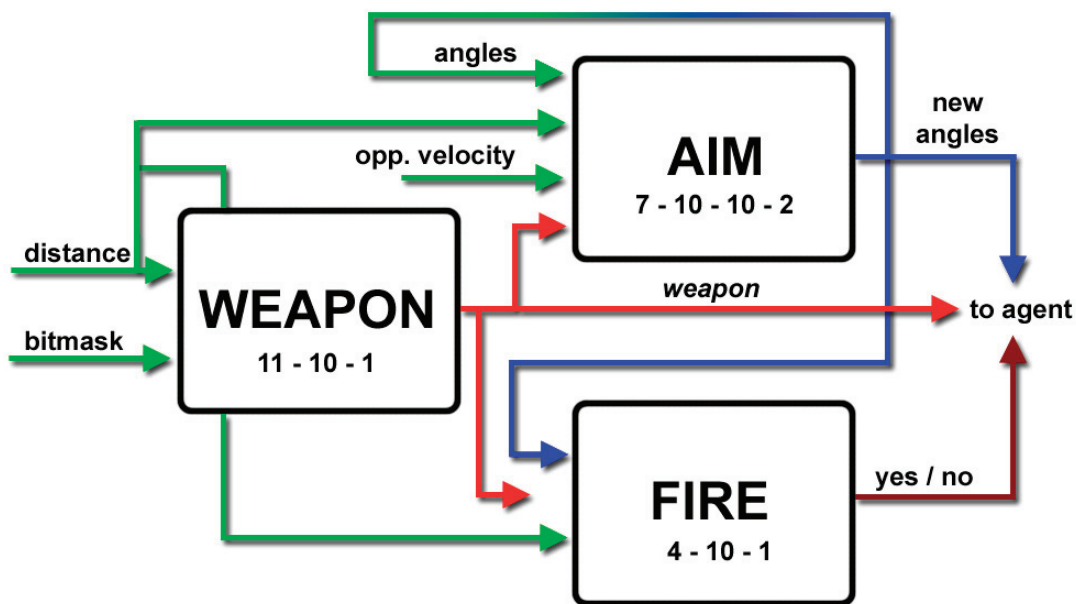 angles
new
angles
AIM
opp. velocity
7 - 10 - 10 - 2
distance
weapon
WEAPON
to agent
bitmask
11 - 10 - 1
yes / no
FIRE
4 - 10 - 1